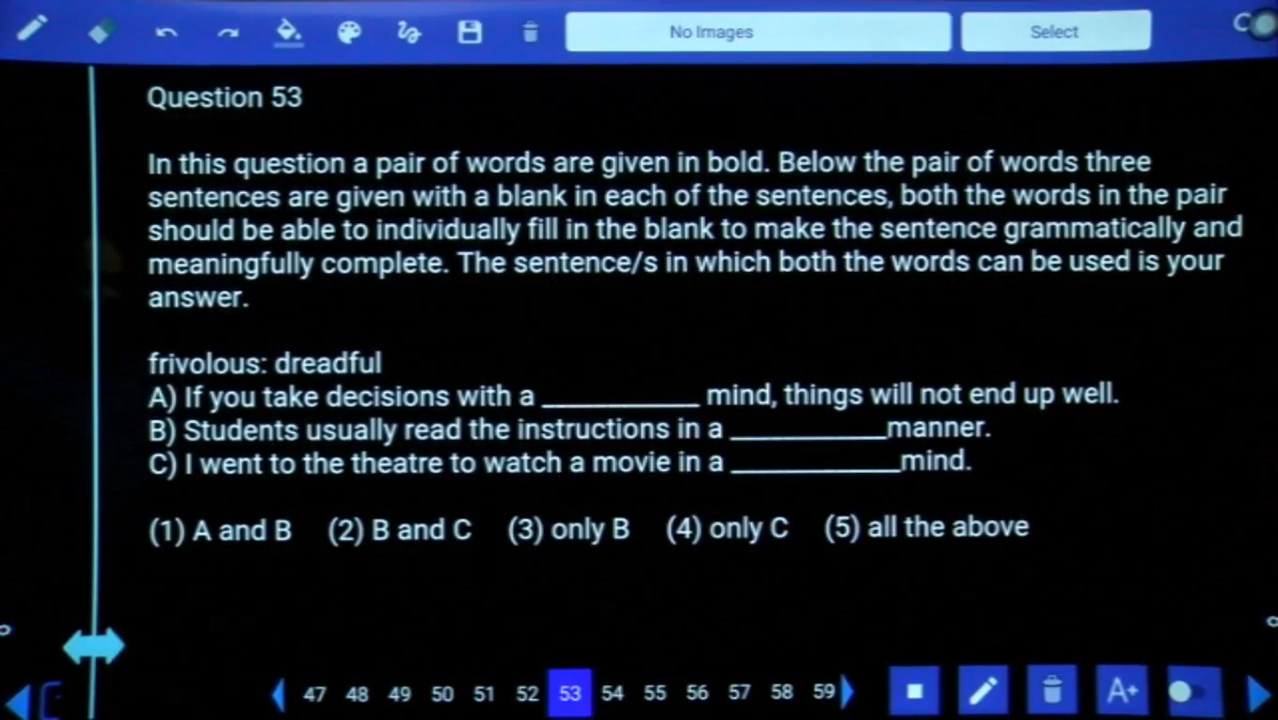 No Images
Select
Question 53
In this question a pair of words are given in bold. Below the pair of words three
sentences are given with a blank in each of the sentences, both the words in the pair
should be able to individually fill in the blank to make the sentence grammatically and
meaningfully complete. The sentence/s in which both the words can be used is your
answer.
frivolous: dreadful
A) If you take decisions with a __________ mind, things will not end up well.
B) Students usually read the instructions in a __________manner.
C) I went to the theatre to watch a movie in a ___________mind.
(1) A and B (2) B and C (3) only B (4) only C (5) all the above
47 48 49 50 51 52 53 54 55 56 57 58 59
A+